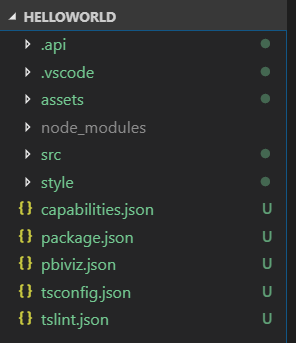 HELLOWORLD
.api
.vscode
assets
node_modules
src
style
{} capabilities.json U
{} package.json U
{} pbiviz.json U
{} tsconfig.json U
{} tslint.json U